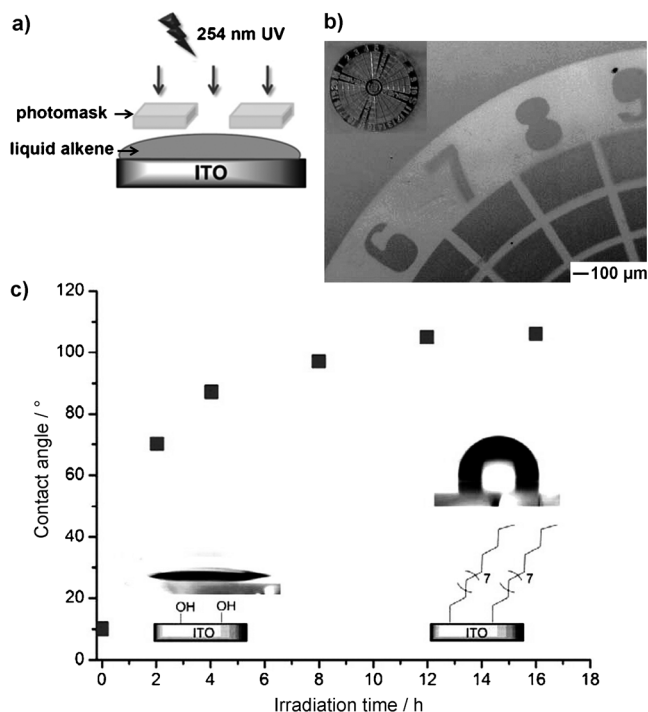 a)
254 nm UV
photomask
liquid alkene
ITO
b)
6 7 8 9
100 µm
c)
Contact angle / °
120
100
80
60
40
20
0
OH OH
ITO
7 7
ITO
0 2 4 6 8 10 12 14 16 18
Irradiation time / h